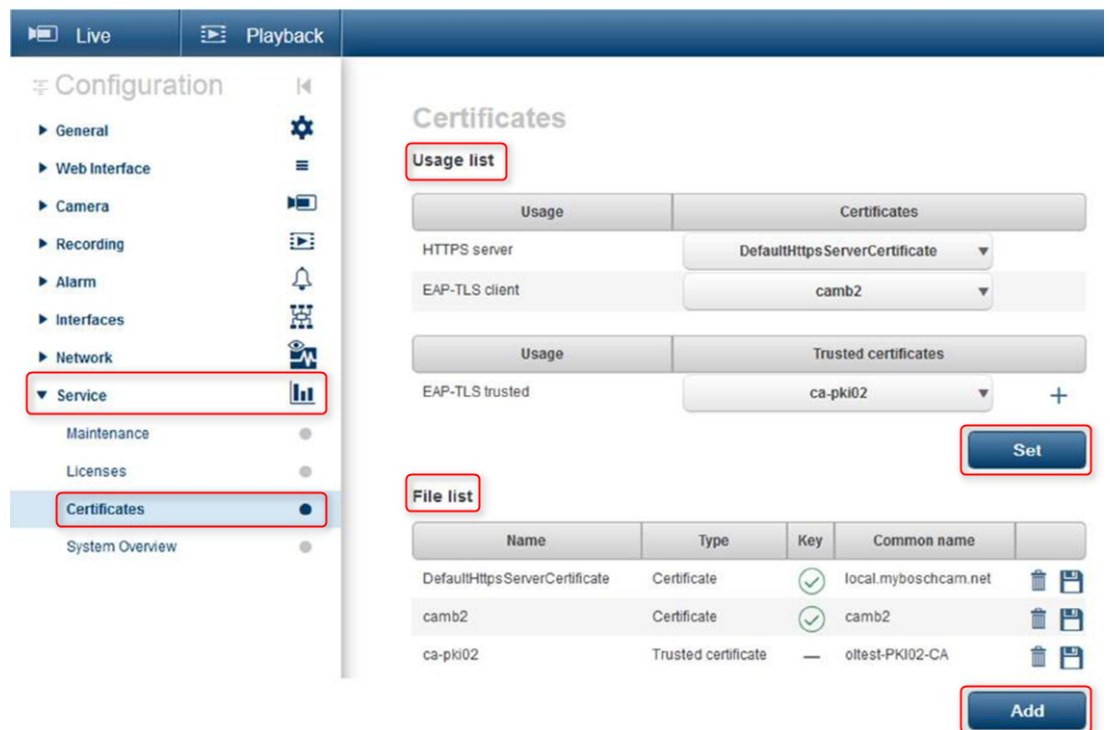 Live Playback
Configuration
General
Web Interface
Camera
Recording
Alarm
Interfaces
Network
Service
Maintenance
Licenses
Certificates
System Overview
Certificates
Usage list
Usage Certificates
HTTPS server DefaultHttpsServerCertificate
EAP-TLS client camb2
Usage Trusted certificates
EAP-TLS trusted ca-pki02
Set
File list
Name Type Key Common name
DefaultHttpsServerCertificate Certificate local.myboschcam.net
camb2 Certificate camb2
ca-pki02 Trusted certificate — oltest-PKI02-CA
Add